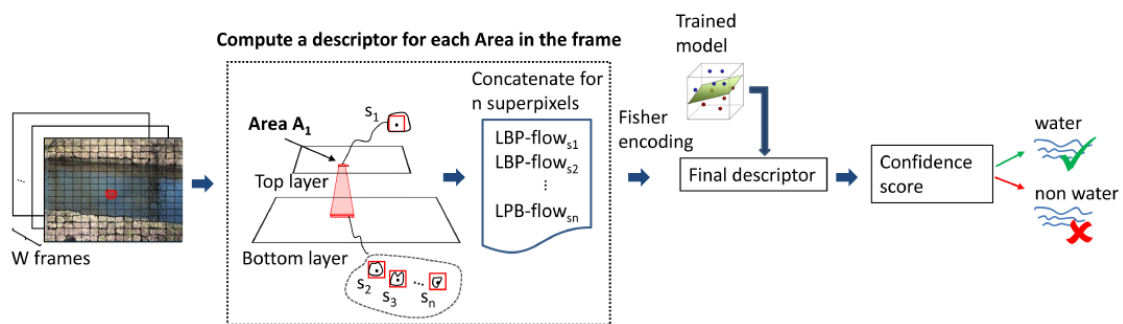 Compute a descriptor for each Area in the frame
...
W frames
Area A1
s1
Top layer
Bottom layer
s2
s3
...
sn
Concatenate for
n superpixels
LBP-flows1
LBP-flows2
⋮
LPB-flowsn
Fisher
encoding
Trained
model
Final descriptor
Confidence
score
water
non water